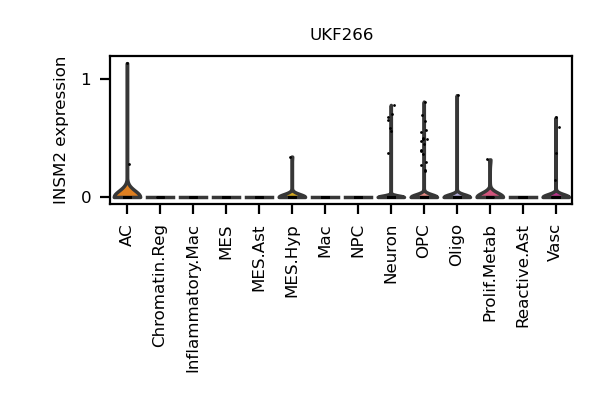 UKF266
INSM2 expression
1
0
AC
Chromatin.Reg
Inflammatory.Mac
MES
MES.Ast
MES.Hyp
Mac
NPC
Neuron
OPC
Oligo
Prolif.Metab
Reactive.Ast
Vasc